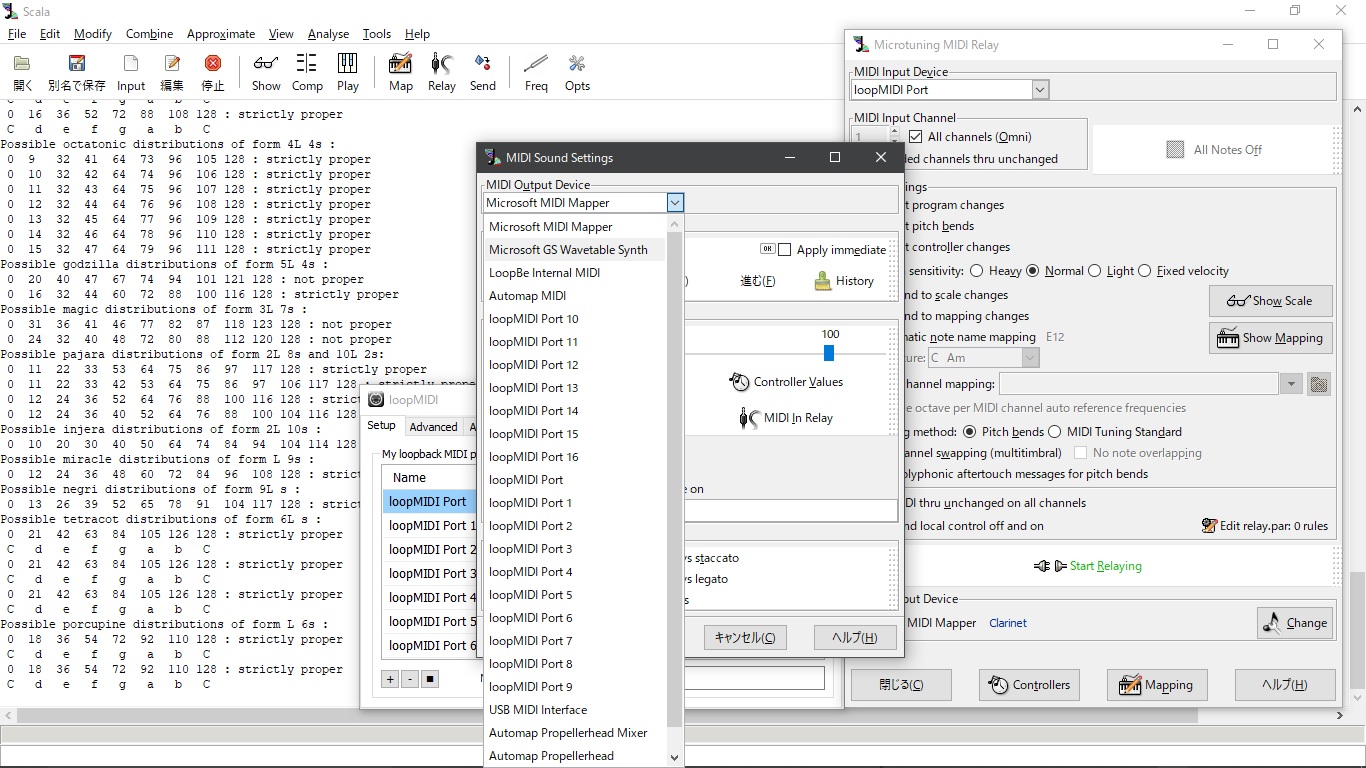 Scala
File Edit Modify Combine Approximate View Analyse Tools Help
開く 別名で保存 Input 編集 停止 Show Comp Play Map Relay Send Freq Opts
C d e f g a b C
0 16 36 52 72 88 108 128 : strictly proper
C d e f g a b C
Possible octatonic distributions of form 4L 4s :
0 9 32 41 64 73 96 105 128 : strictly proper
0 10 32 42 64 74 96 106 128 : strictly proper
0 11 32 43 64 75 96 107 128 : strictly proper
0 12 32 44 64 76 96 108 128 : strictly proper
0 13 32 45 64 77 96 109 128 : strictly proper
0 14 32 46 64 78 96 110 128 : strictly proper
0 15 32 47 64 79 96 111 128 : strictly proper
Possible godzilla distributions of form 5L 4s :
0 20 40 47 67 74 94 101 121 128 : not proper
0 16 32 44 60 72 88 100 116 128 : strictly proper
Possible magic distributions of form 3L 7s :
0 31 36 41 46 77 82 87 118 123 128 : not proper
0 24 32 40 48 72 80 88 112 120 128 : not proper
Possible pajara distributions of form 2L 8s and 10L 2s:
0 11 22 33 53 64 75 86 97 117 128 : strictly proper
0 11 22 33 42 53 64 75 86 97 106 117 128 : strictly prope
0 12 24 36 52 64 76 88 100 116 128 : strict
0 12 24 36 40 52 64 76 88 100 104 116 128
Possible injera distributions of form 2L 10s :
0 10 20 30 40 50 64 74 84 94 104 114 128
Possible miracle distributions of form L 9s :
0 12 24 36 48 60 72 84 96 108 128 : strict
Possible negri distributions of form 9L s :
0 13 26 39 52 65 78 91 104 117 128 : strict
Possible tetracot distributions of form 6L s :
0 21 42 63 84 105 126 128 : strictly proper
C d e f g a b C
0 21 42 63 84 105 126 128 : strictly proper
C d e f g a b C
0 21 42 63 84 105 126 128 : strictly proper
C d e f g a b C
Possible porcupine distributions of form L 6s :
0 18 36 54 72 92 110 128 : strictly proper
C d e f g a b C
0 18 36 54 72 92 110 128 : strictly proper
C d e f g a b C
loopMIDI
Setup Advanced A
My loopback MIDI p
Name
loopMIDI Port
loopMIDI Port 1
loopMIDI Port 2
loopMIDI Port 3
loopMIDI Port 4
loopMIDI Port 5
loopMIDI Port 6
+ - ■
MIDI Sound Settings
MIDI Output Device
Microsoft MIDI Mapper
Microsoft MIDI Mapper
Microsoft GS Wavetable Synth
LoopBe Internal MIDI
Automap MIDI
loopMIDI Port 10
loopMIDI Port 11
loopMIDI Port 12
loopMIDI Port 13
loopMIDI Port 14
loopMIDI Port 15
loopMIDI Port 16
loopMIDI Port
loopMIDI Port 1
loopMIDI Port 2
loopMIDI Port 3
loopMIDI Port 4
loopMIDI Port 5
loopMIDI Port 6
loopMIDI Port 7
loopMIDI Port 8
loopMIDI Port 9
USB MIDI Interface
Automap Propellerhead Mixer
Automap Propellerhead
OK Apply immediate
) 進む(F) History
100
Controller Values
MIDI In Relay
e on
ys staccato
ys legato
s
キャンセル(C) ヘルプ(H)
Microtuning MIDI Relay
MIDI Input Device
loopMIDI Port
MIDI Input Channel
1 All channels (Omni)
led channels thru unchanged
All Notes Off
ings
t program changes
t pitch bends
t controller changes
sensitivity: Heavy Normal Light Fixed velocity
nd to scale changes
Show Scale
nd to mapping changes
matic note name mapping E12
Show Mapping
ture: C Am
hannel mapping:
e octave per MIDI channel auto reference frequencies
g method: Pitch bends MIDI Tuning Standard
annel swapping (multitimbral) No note overlapping
olyphonic aftertouch messages for pitch bends
DI thru unchanged on all channels
nd local control off and on Edit relay.par: 0 rules
Start Relaying
put Device
MIDI Mapper Clarinet Change
閉じる(C) Controllers Mapping ヘルプ(H)